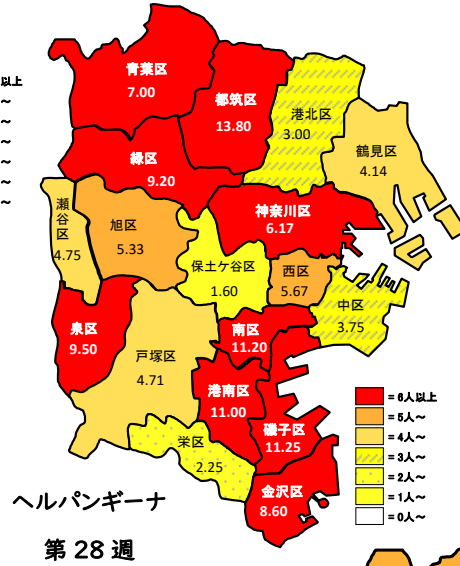 以上
～
～
～
～
～
～
青葉区
7.00
都筑区
13.80
港北区
3.00
鶴見区
4.14
緑区
9.20
神奈川区
6.17
瀬谷区
4.75
旭区
5.33
保土ケ谷区
1.60
西区
5.67
中区
3.75
泉区
9.50
戸塚区
4.71
南区
11.20
港南区
11.00
磯子区
11.25
栄区
2.25
金沢区
8.60
= 6人以上
= 5人～
= 4人～
= 3人～
= 2人～
= 1人～
= 0人～
ヘルパンギーナ
第 28 週